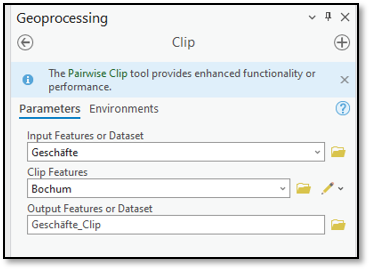 Geoprocessing
Clip
The Pairwise Clip tool provides enhanced functionality or
performance.
Parameters Environments
Input Features or Dataset
Geschäfte
Clip Features
Bochum
Output Features or Dataset
Geschäfte_Clip